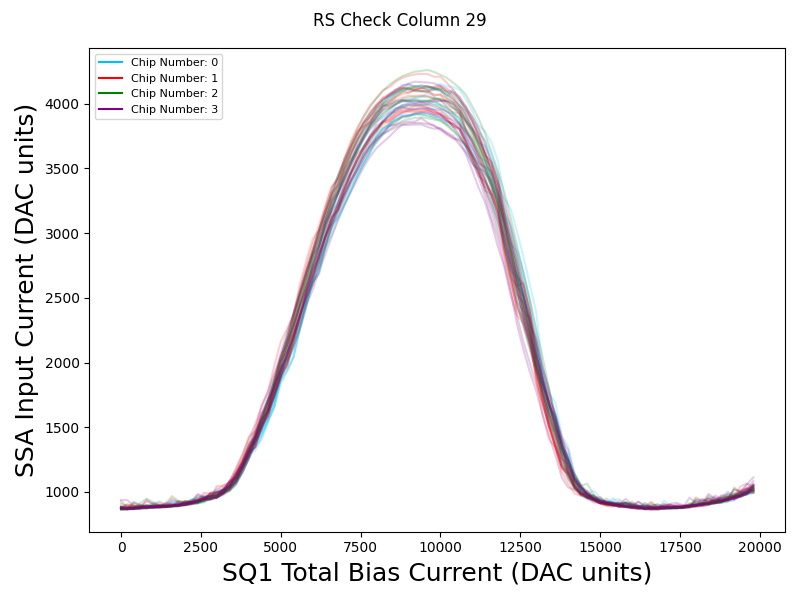 RS Check Column 29
Chip Number: 0
Chip Number: 1
Chip Number: 2
Chip Number: 3
SSA Input Current (DAC units)
4000
3500
3000
2500
2000
1500
1000
0 2500 5000 7500 10000 12500 15000 17500 20000
SQ1 Total Bias Current (DAC units)